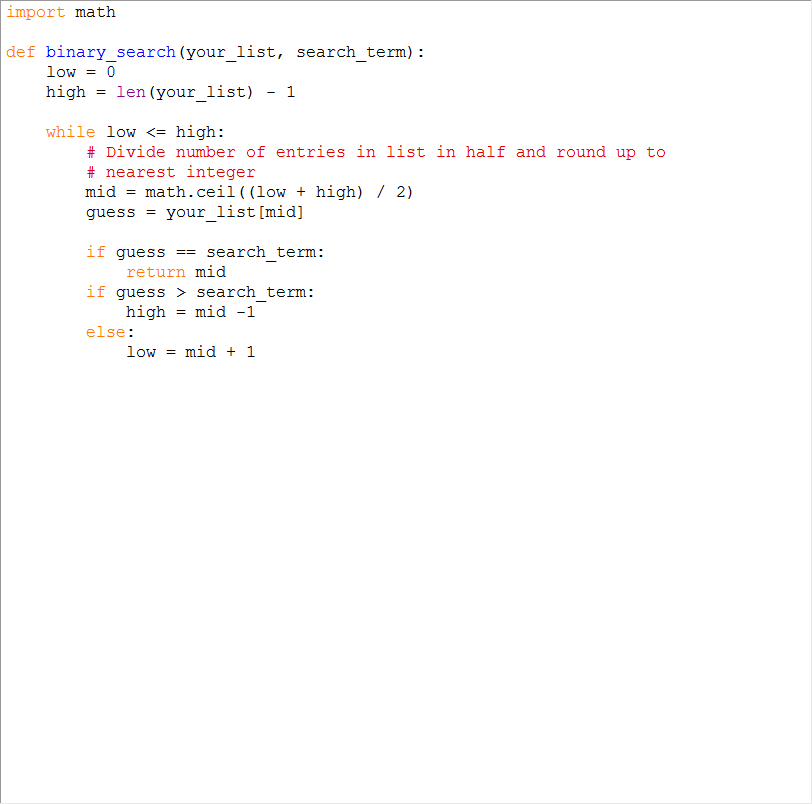 import math
def binary_search(your_list, search_term):
    low = 0
    high = len(your_list) - 1
    while low <= high:
        # Divide number of entries in list in half and round up to
        # nearest integer
        mid = math.ceil((low + high) / 2)
        guess = your_list[mid]
        if guess == search_term:
            return mid
        if guess > search_term:
            high = mid -1
        else:
            low = mid + 1